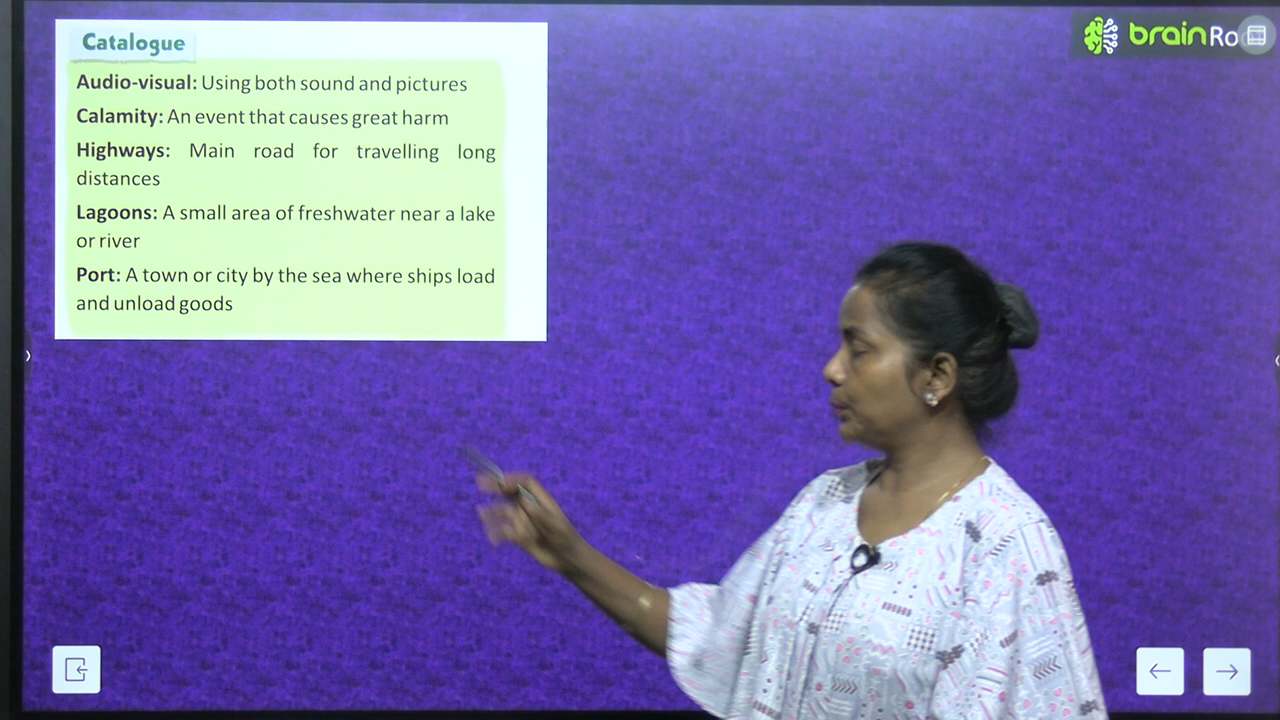 Catalogue
Audio-visual: Using both sound and pictures
Calamity: An event that causes great harm
Highways: Main road for travelling long
distances
Lagoons: A small area of freshwater near a lake
or river
Port: A town or city by the sea where ships load
and unload goods
brain